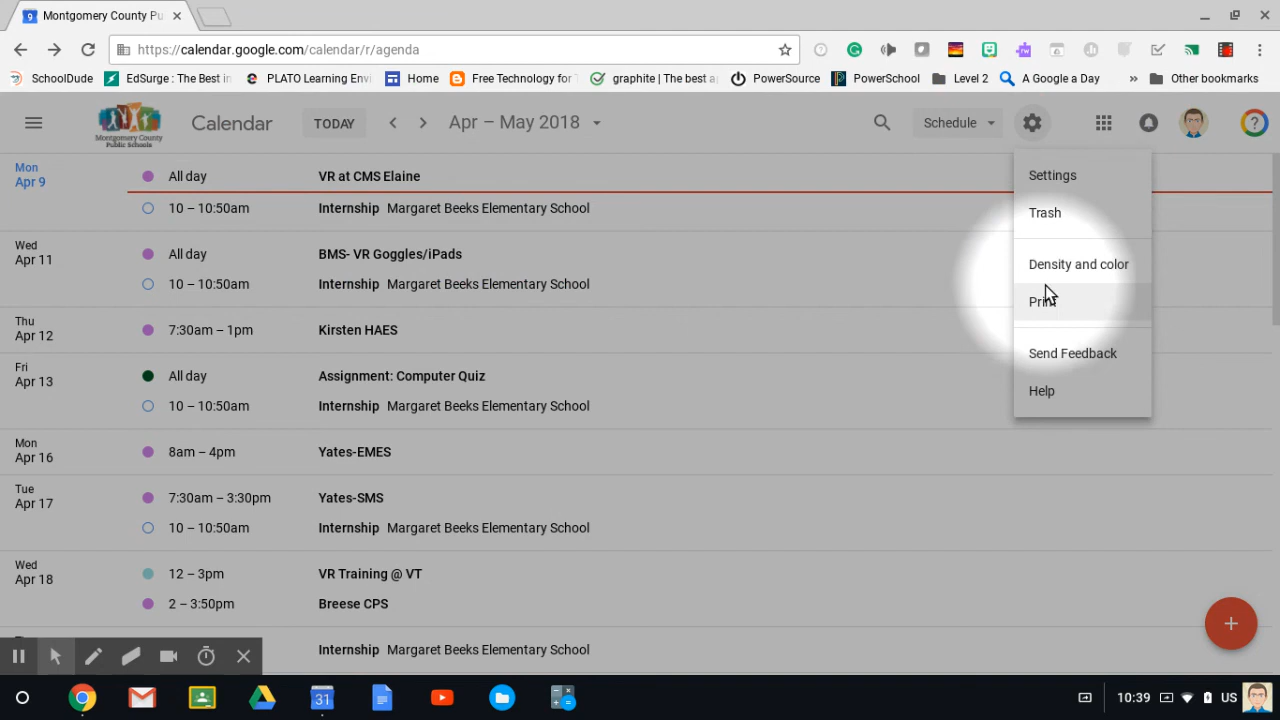 Montgomery County Pu
https://calendar.google.com/calendar/r/agenda
SchoolDude
EdSurge : The Best in
PLATO Learning Envi
Home
Free Technology for T
graphite | The best ap
PowerSource
PowerSchool
Level 2
A Google a Day
Other bookmarks
Montgomery County
Public Schools
Calendar
TODAY
Apr – May 2018
Schedule
Settings
Trash
Density and color
Print
Send Feedback
Help
Mon
Apr 9
All day VR at CMS Elaine
10 – 10:50am Internship Margaret Beeks Elementary School
Wed
Apr 11
All day BMS- VR Goggles/iPads
10 – 10:50am Internship Margaret Beeks Elementary School
Thu
Apr 12
7:30am – 1pm Kirsten HAES
Fri
Apr 13
All day Assignment: Computer Quiz
10 – 10:50am Internship Margaret Beeks Elementary School
Mon
Apr 16
8am – 4pm Yates-EMES
Tue
Apr 17
7:30am – 3:30pm Yates-SMS
10 – 10:50am Internship Margaret Beeks Elementary School
Wed
Apr 18
12 – 3pm VR Training @ VT
2 – 3:50pm Breese CPS
Internship Margaret Beeks Elementary School
31
10:39
US